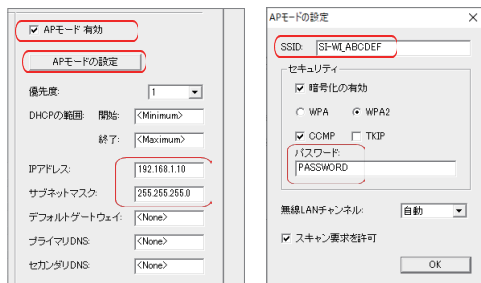 APモード 有効
APモードの設定
優先度: 1
DHCPの範囲: 開始: <Minimum>
終了: <Maximum>
IPアドレス: 192.168.1.10
サブネットマスク: 255.255.255.0
デフォルトゲートウェイ: <None>
プライマリDNS: <None>
セカンダリDNS: <None>
APモードの設定
SSID: SI-WI_ABCDEF
セキュリティ
暗号化の有効
WPA WPA2
CCMP TKIP
パスワード:
PASSWORD
無線LANチャンネル: 自動
スキャン要求を許可
OK